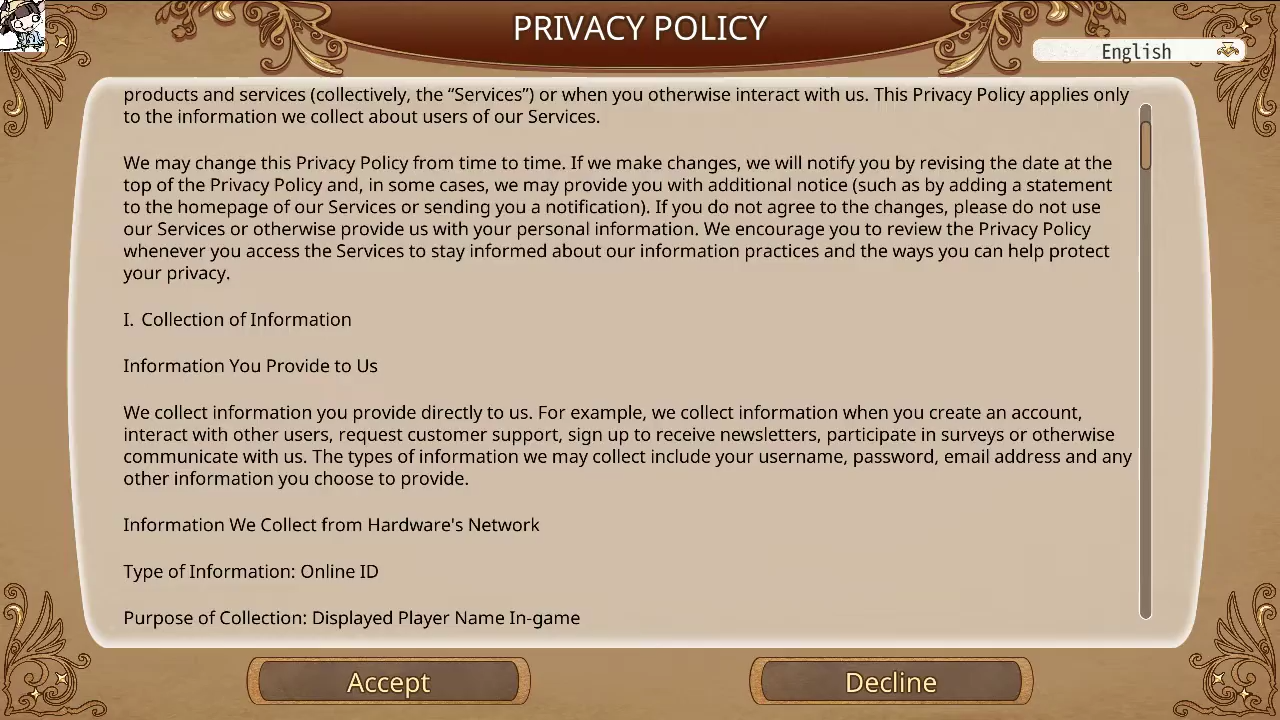 PRIVACY POLICY
English
products and services (collectively, the “Services”) or when you otherwise interact with us. This Privacy Policy applies only
to the information we collect about users of our Services.
We may change this Privacy Policy from time to time. If we make changes, we will notify you by revising the date at the
top of the Privacy Policy and, in some cases, we may provide you with additional notice (such as by adding a statement
to the homepage of our Services or sending you a notification). If you do not agree to the changes, please do not use
our Services or otherwise provide us with your personal information. We encourage you to review the Privacy Policy
whenever you access the Services to stay informed about our information practices and the ways you can help protect
your privacy.
I. Collection of Information
Information You Provide to Us
We collect information you provide directly to us. For example, we collect information when you create an account,
interact with other users, request customer support, sign up to receive newsletters, participate in surveys or otherwise
communicate with us. The types of information we may collect include your username, password, email address and any
other information you choose to provide.
Information We Collect from Hardware's Network
Type of Information: Online ID
Purpose of Collection: Displayed Player Name In-game
Accept
Decline